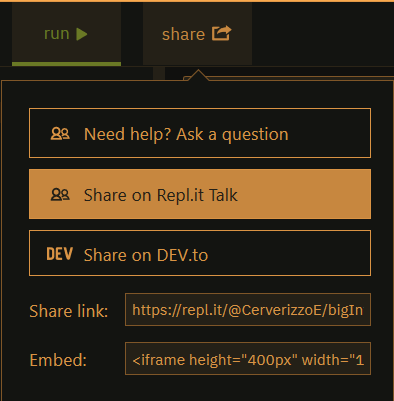 run
share
Need help? Ask a question
Share on Repl.it Talk
DEV Share on DEV.to
Share link: https://repl.it/@CerverizzoE/bigIn
Embed: <iframe height="400px" width="1